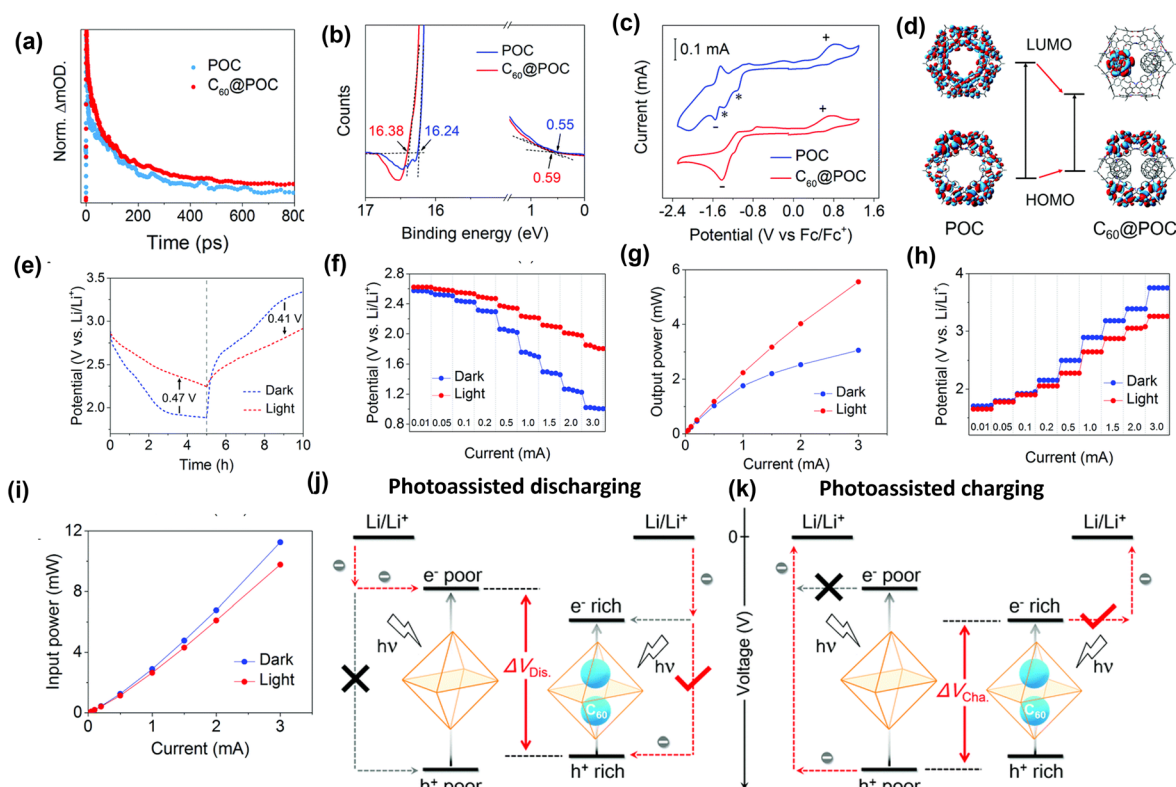 (a)
Norm. ΔmOD.
POC
C₆₀@POC
0 200 400 600 800
Time (ps)
(b)
Counts
POC
C₆₀@POC
16.38
16.24
0.55
0.59
17 16 1 0
Binding energy (eV)
(c)
Current (mA)
0.1 mA
+
*
*
-
+
-
POC
C₆₀@POC
-2.4 -1.6 -0.8 0.0 0.8 1.6
Potential (V vs Fc/Fc⁺)
(d)
LUMO
HOMO
POC
C₆₀@POC
(e)
Potential (V vs. Li/Li⁺)
3.5
3.0
2.5
2.0
0.47 V
0.41 V
Dark
Light
0 2 4 6 8 10
Time (h)
(f)
Potential (V vs. Li/Li⁺)
3.0
2.6
2.2
1.8
1.4
1.0
0.6
Dark
Light
0.01 0.05 0.1 0.2 0.5 1.0 1.5 2.0 3.0
Current (mA)
(g)
Output power (mW)
6
4
2
0
Dark
Light
0.0 0.5 1.0 1.5 2.0 2.5 3.0
Current (mA)
(h)
Potential (V vs. Li/Li⁺)
4
3
2
Dark
Light
0.01 0.05 0.1 0.2 0.5 1.0 1.5 2.0 3.0
Current (mA)
(i)
Input power (mW)
12
8
4
0
Dark
Light
0 1 2 3
Current (mA)
(j)
Photoassisted discharging
Li/Li⁺
Li/Li⁺
e⁻ poor
e⁻ rich
hν
hν
ΔV_Dis.
C₆₀
h⁺ poor
h⁺ rich
(k)
Photoassisted charging
Voltage (V)
0
Li/Li⁺
Li/Li⁺
e⁻ poor
e⁻ rich
hν
hν
ΔV_Cha.
C₆₀
h⁺ poor
h⁺ rich